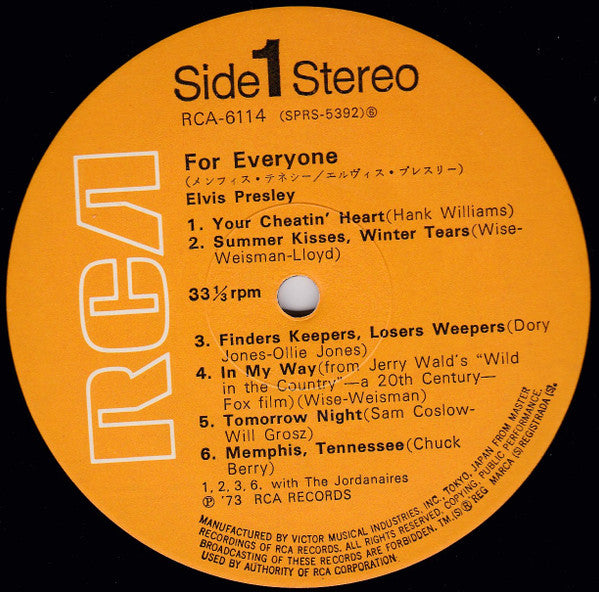 Side 1 Stereo
RCA-6114 (SPRS-5392)⑥
For Everyone
(メンフィス・テネシー/エルヴィス・プレスリー)
Elvis Presley
1. Your Cheatin' Heart(Hank Williams)
2. Summer Kisses, Winter Tears(Wise-
Weisman-Lloyd)
33⅓ rpm
3. Finders Keepers, Losers Weepers(Dory
Jones-Ollie Jones)
4. In My Way(from Jerry Wald's "Wild
in the Country"—a 20th Century—
Fox film)(Wise-Weisman)
5. Tomorrow Night(Sam Coslow-
Will Grosz)
6. Memphis, Tennessee(Chuck
Berry)
1, 2, 3, 6. with The Jordanaires
℗ '73 RCA RECORDS
RCA
MANUFACTURED BY VICTOR MUSICAL INDUSTRIES, INC., TOKYO, JAPAN FROM MASTER
RECORDINGS OF RCA RECORDS. ALL RIGHTS RESERVED. COPYING, PUBLIC PERFORMANCE,
BROADCASTING OF THESE RECORDS ARE FORBIDDEN. TM.(S)® REG MARCA (S) REGISTRADA (S).
USED BY AUTHORITY OF RCA CORPORATION.